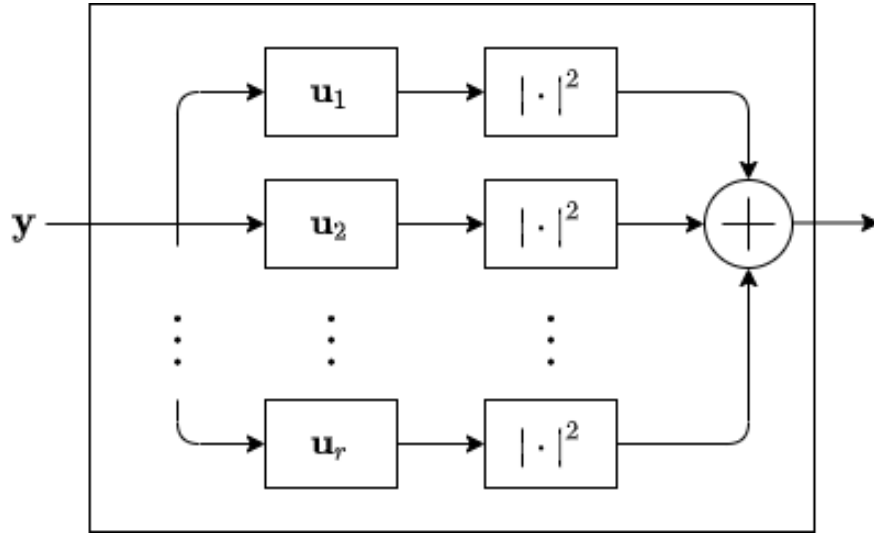 𝐮₁ | · |²
𝐲 𝐮₂ | · |² +
⋮ ⋮ ⋮
𝐮ᵣ | · |²